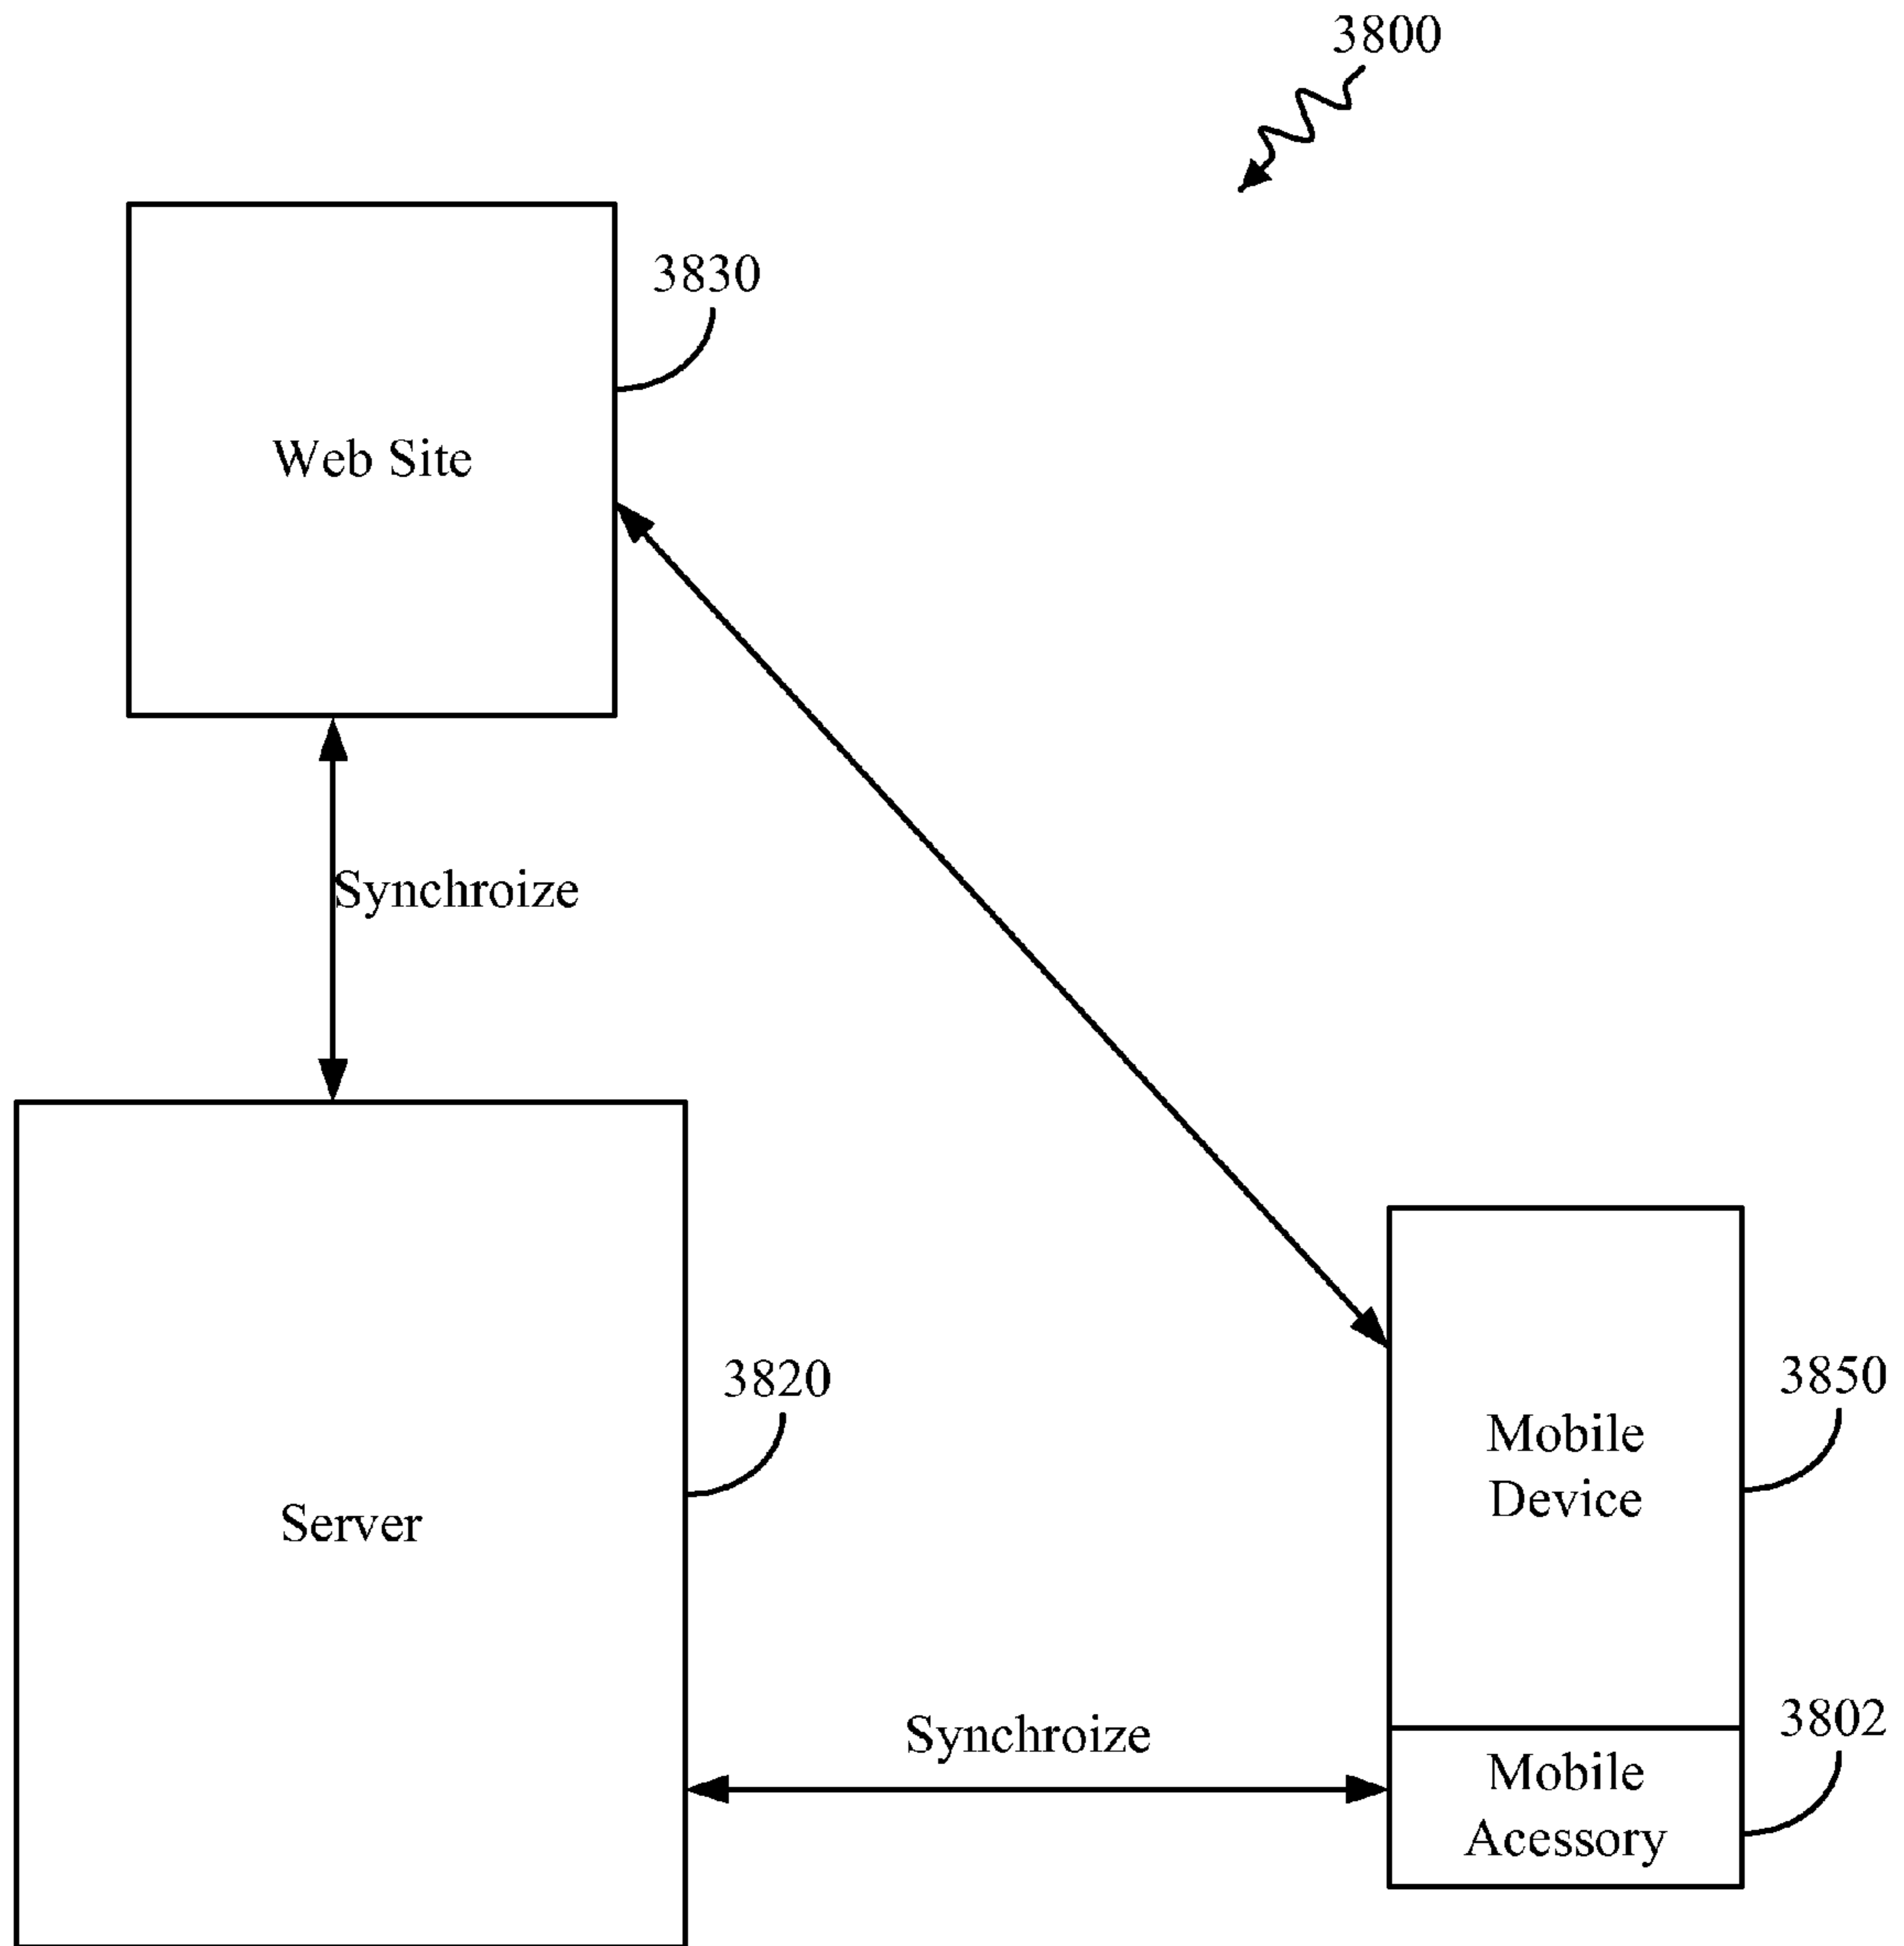 3800
3830
Web Site
Synchroize
3820
Server
3850
Mobile
Device
Synchroize
3802
Mobile
Acessory